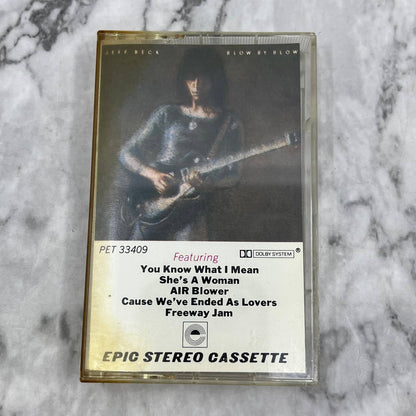 JEFF BECK BLOW BY BLOW
PET 33409
Featuring
DOLBY SYSTEM ®
You Know What I Mean
She's A Woman
AIR Blower
Cause We've Ended As Lovers
Freeway Jam
EPIC STEREO CASSETTE